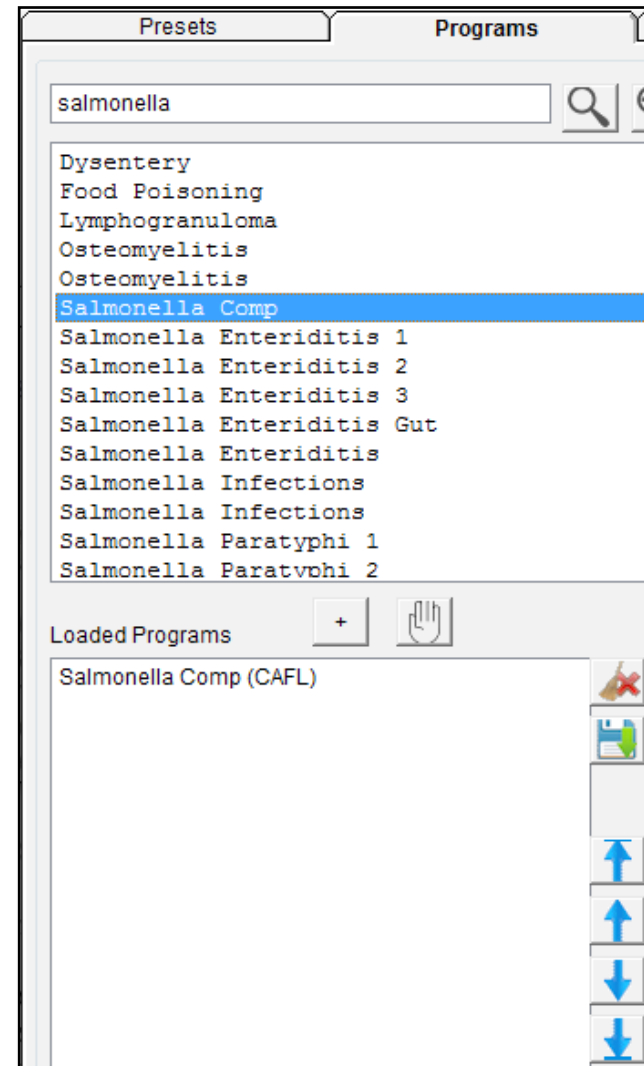 Presets
Programs
salmonella
Dysentery
Food Poisoning
Lymphogranuloma
Osteomyelitis
Osteomyelitis
Salmonella Comp
Salmonella Enteriditis 1
Salmonella Enteriditis 2
Salmonella Enteriditis 3
Salmonella Enteriditis Gut
Salmonella Enteriditis
Salmonella Infections
Salmonella Infections
Salmonella Paratyphi 1
Salmonella Paratyphi 2
+
Loaded Programs
Salmonella Comp (CAFL)